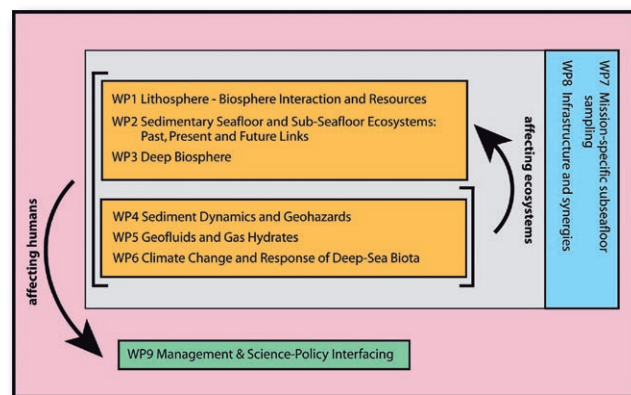 WP1 Lithosphere - Biosphere Interaction and Resources
WP2 Sedimentary Seafloor and Sub-Seafloor Ecosystems:
Past, Present and Future Links
WP3 Deep Biosphere
WP4 Sediment Dynamics and Geohazards
WP5 Geofluids and Gas Hydrates
WP6 Climate Change and Response of Deep-Sea Biota
affecting humans
affecting ecosystems
WP7 Mission-specific subseafloor
sampling
WP8 Infrastructure and synergies
WP9 Management & Science-Policy Interfacing